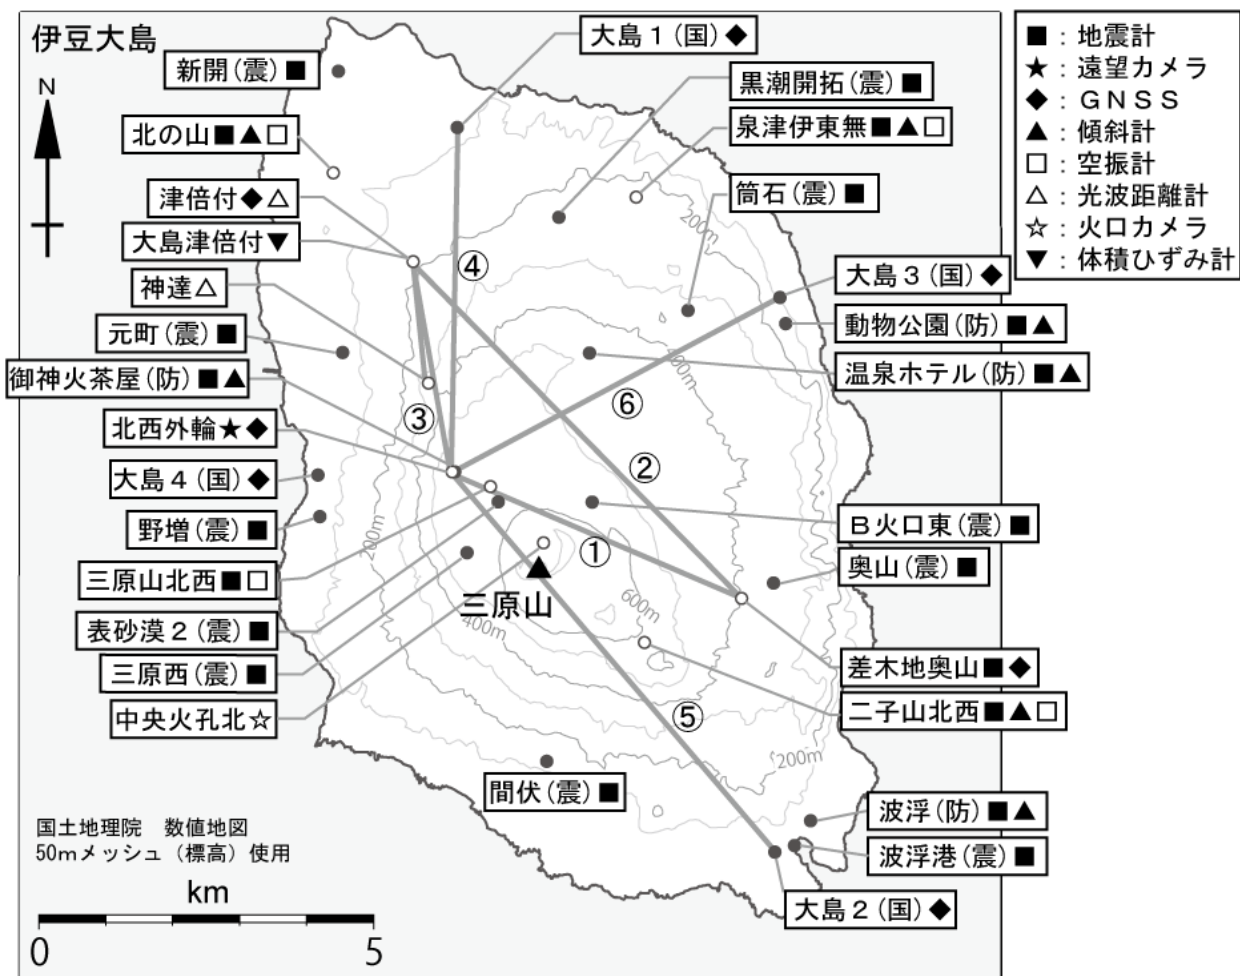 伊豆大島
N
新開(震)■
北の山■▲□
津倍付◆△
大島津倍付▼
神達△
元町(震)■
御神火茶屋(防)■▲
北西外輪★◆
大島4(国)◆
野増(震)■
三原山北西■□
表砂漠2(震)■
三原西(震)■
中央火孔北☆
大島1(国)◆
黒潮開拓(震)■
泉津伊東無■▲□
筒石(震)■
大島3(国)◆
動物公園(防)■▲
温泉ホテル(防)■▲
B火口東(震)■
奥山(震)■
差木地奥山■◆
二子山北西■▲□
波浮(防)■▲
波浮港(震)■
大島2(国)◆
間伏(震)■
三原山
④
③
⑥
②
①
⑤
200m
200m
600m
400m
200m
■:地震計
★:遠望カメラ
◆:GNSS
▲:傾斜計
□:空振計
△:光波距離計
☆:火口カメラ
▼:体積ひずみ計
国土地理院 数値地図
50mメッシュ(標高)使用
km
0 5